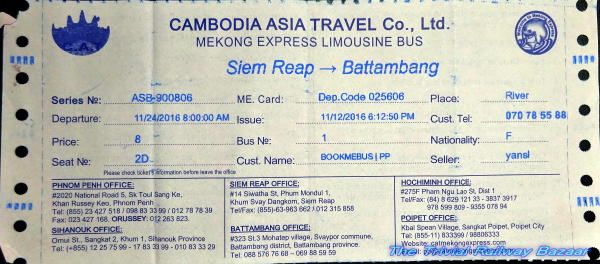 CAMBODIA ASIA TRAVEL Co., Ltd.
MEKONG EXPRESS LIMOUSINE BUS
Siem Reap → Battambang
Series №: ASB-900806 ME. Card: Dep.Code 025606 Place: River
Departure: 11/24/2016 8:00:00 AM Issue: 11/12/2016 6:12:50 PM Cust. Tel: 070 78 55 88
Price: 8 Bus №: 1 Nationality: F
Seat №: 2D Cust. Name: BOOKMEBUS | PP Seller: yansl
Please check ticket's information before leave the office
PHNOM PENH OFFICE:
#2020 National Road 5, Sk Toul Sang Ke,
Khan Russey Keo, Phnom Penh
Tel: (855) 23 427 518 / 098 83 33 99 / 012 78 78 39
Fax: 023 427 168, ORUSSEY: 012 263 823.
SIHANOUK OFFICE:
Omui St., Sangkat 2, Khum 1, Sihanouk Province
Tel: (+855) 12 25 75 99 - 17 83 33 99 - 010 83 33 29
SIEM REAP OFFICE:
#14 Siwatha St, Phum Mondul 1,
Khum Svay Dangkom, Siem Reap
Tel: (855)-63-963 662 / 012 315 858
BATTAMBANG OFFICE:
#323 St.3 Mohatep village, Svaypor commune,
Battambang district, Battambang province.
Tel: 088 576 76 68 - 069 88 55 59
HOCHIMINH OFFICE:
#275F Pham Ngu Lao St, Dist 1
Tel/Fax: (84) 8 629 121 33 - 3837 3917
978 599 809 - 9355 078 94
POIPET OFFICE:
Kbal Spean Village, Sangkat Poipet, Poipet City
Tel: (855-11) 833399 / 98806333
Website: catmekongexpress.com
The Trivial Railway Bazaar